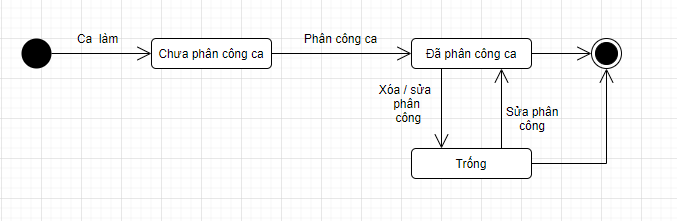 Ca làm
Phân công ca
Chưa phân công ca
Đã phân công ca
Xóa / sửa
phân
công
Sửa phân
công
Trống